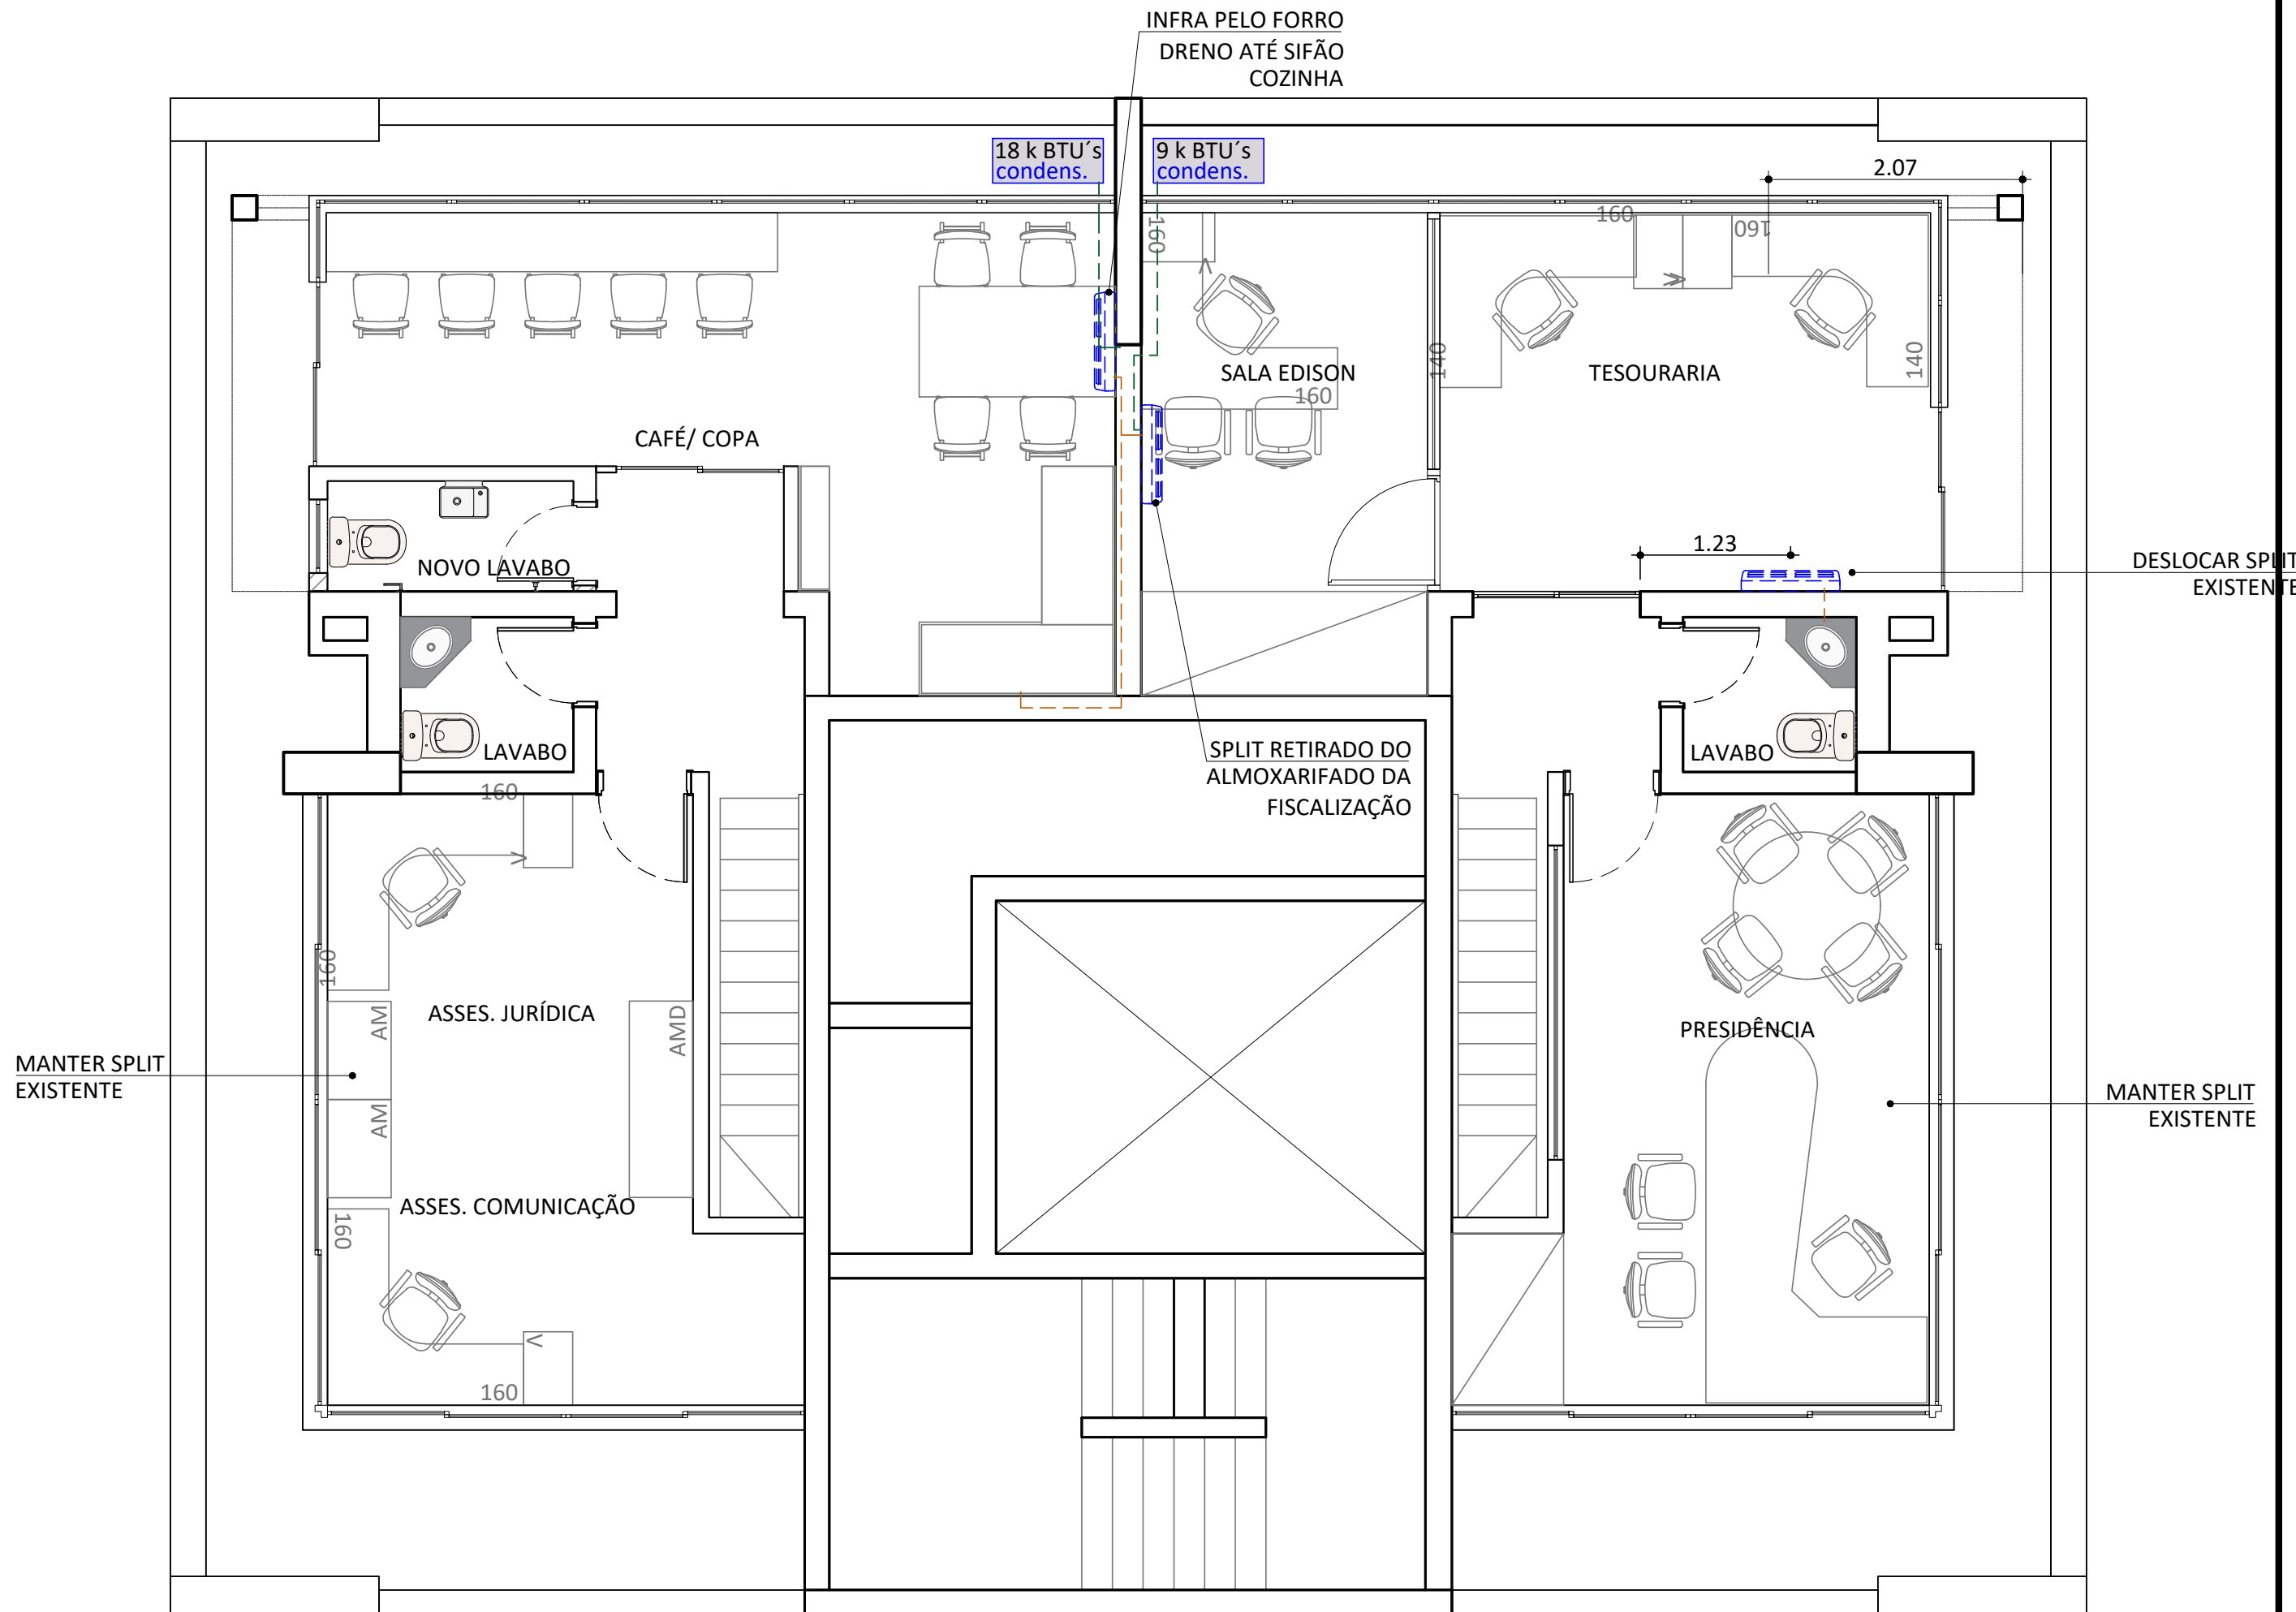 INFRA PELO FORRO
DRENO ATÉ SIFÃO
COZINHA
18 k BTU´s
condens.
9 k BTU´s
condens.
2.07
160
160
160
140
140
SALA EDISON
160
TESOURARIA
CAFÉ/ COPA
1.23
DESLOCAR SPLIT
EXISTENTE
NOVO LAVABO
LAVABO
LAVABO
SPLIT RETIRADO DO
ALMOXARIFADO DA
FISCALIZAÇÃO
160
V
160
ASSES. JURÍDICA
AM
AMD
PRESIDÊNCIA
MANTER SPLIT
EXISTENTE
AM
MANTER SPLIT
EXISTENTE
ASSES. COMUNICAÇÃO
160
V
160